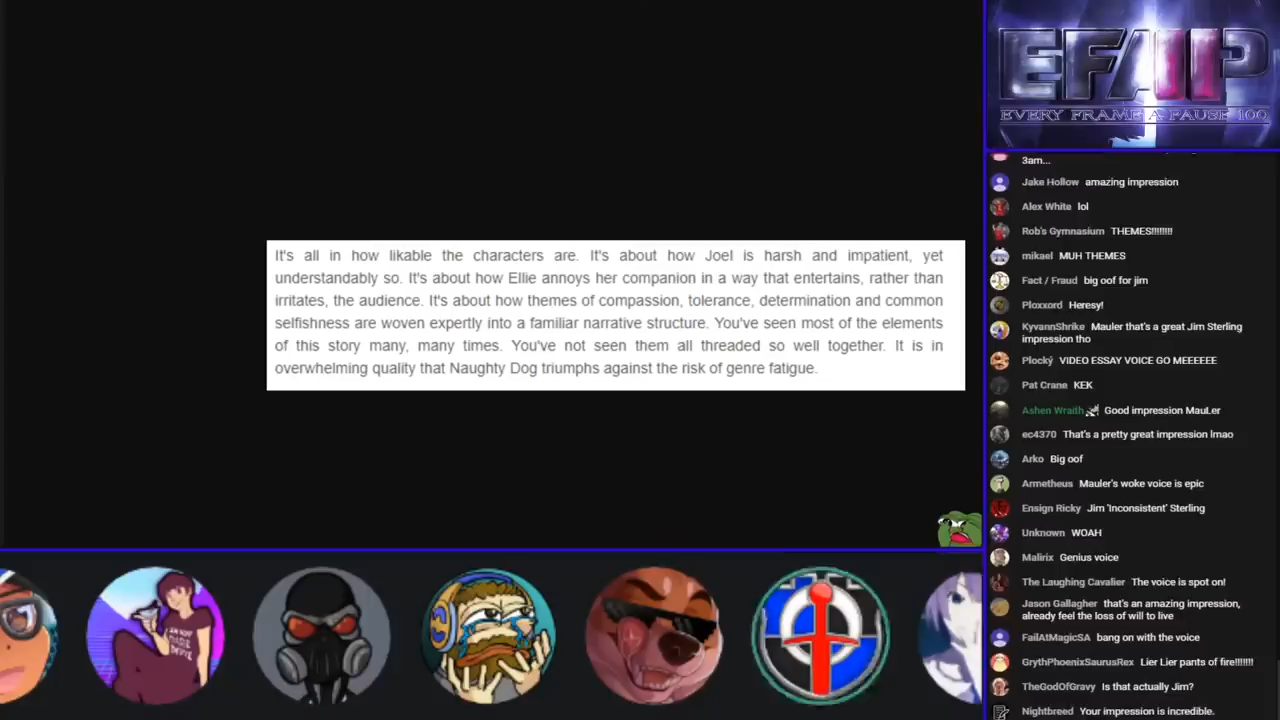 It's all in how likable the characters are. It's about how Joel is harsh and impatient, yet
understandably so. It's about how Ellie annoys her companion in a way that entertains, rather than
irritates, the audience. It's about how themes of compassion, tolerance, determination and common
selfishness are woven expertly into a familiar narrative structure. You've seen most of the elements
of this story many, many times. You've not seen them all threaded so well together. It is in
overwhelming quality that Naughty Dog triumphs against the risk of genre fatigue.
EFAP
EVERY FRAME A PAUSE 100
3am...
Jake Hollow amazing impression
Alex White lol
Rob's Gymnasium THEMES!!!!!!!!
mikael MUH THEMES
Fact / Fraud big oof for jim
Ploxxord Heresy!
KyvannShrike Mauler that's a great Jim Sterling
impression tho
Plocký VIDEO ESSAY VOICE GO MEEEEEE
Pat Crane KEK
Ashen Wraith Good impression MauLer
ec4370 That's a pretty great impression lmao
Arko Big oof
Armetheus Mauler's woke voice is epic
Ensign Ricky Jim 'Inconsistent' Sterling
Unknown WOAH
Malirix Genius voice
The Laughing Cavalier The voice is spot on!
Jason Gallagher that's an amazing impression,
already feel the loss of will to live
FailAtMagicSA bang on with the voice
GrythPhoenixSaurusRex Lier Lier pants of fire!!!!!!!
TheGodOfGravy Is that actually Jim?
Nightbreed Your impression is incredible.